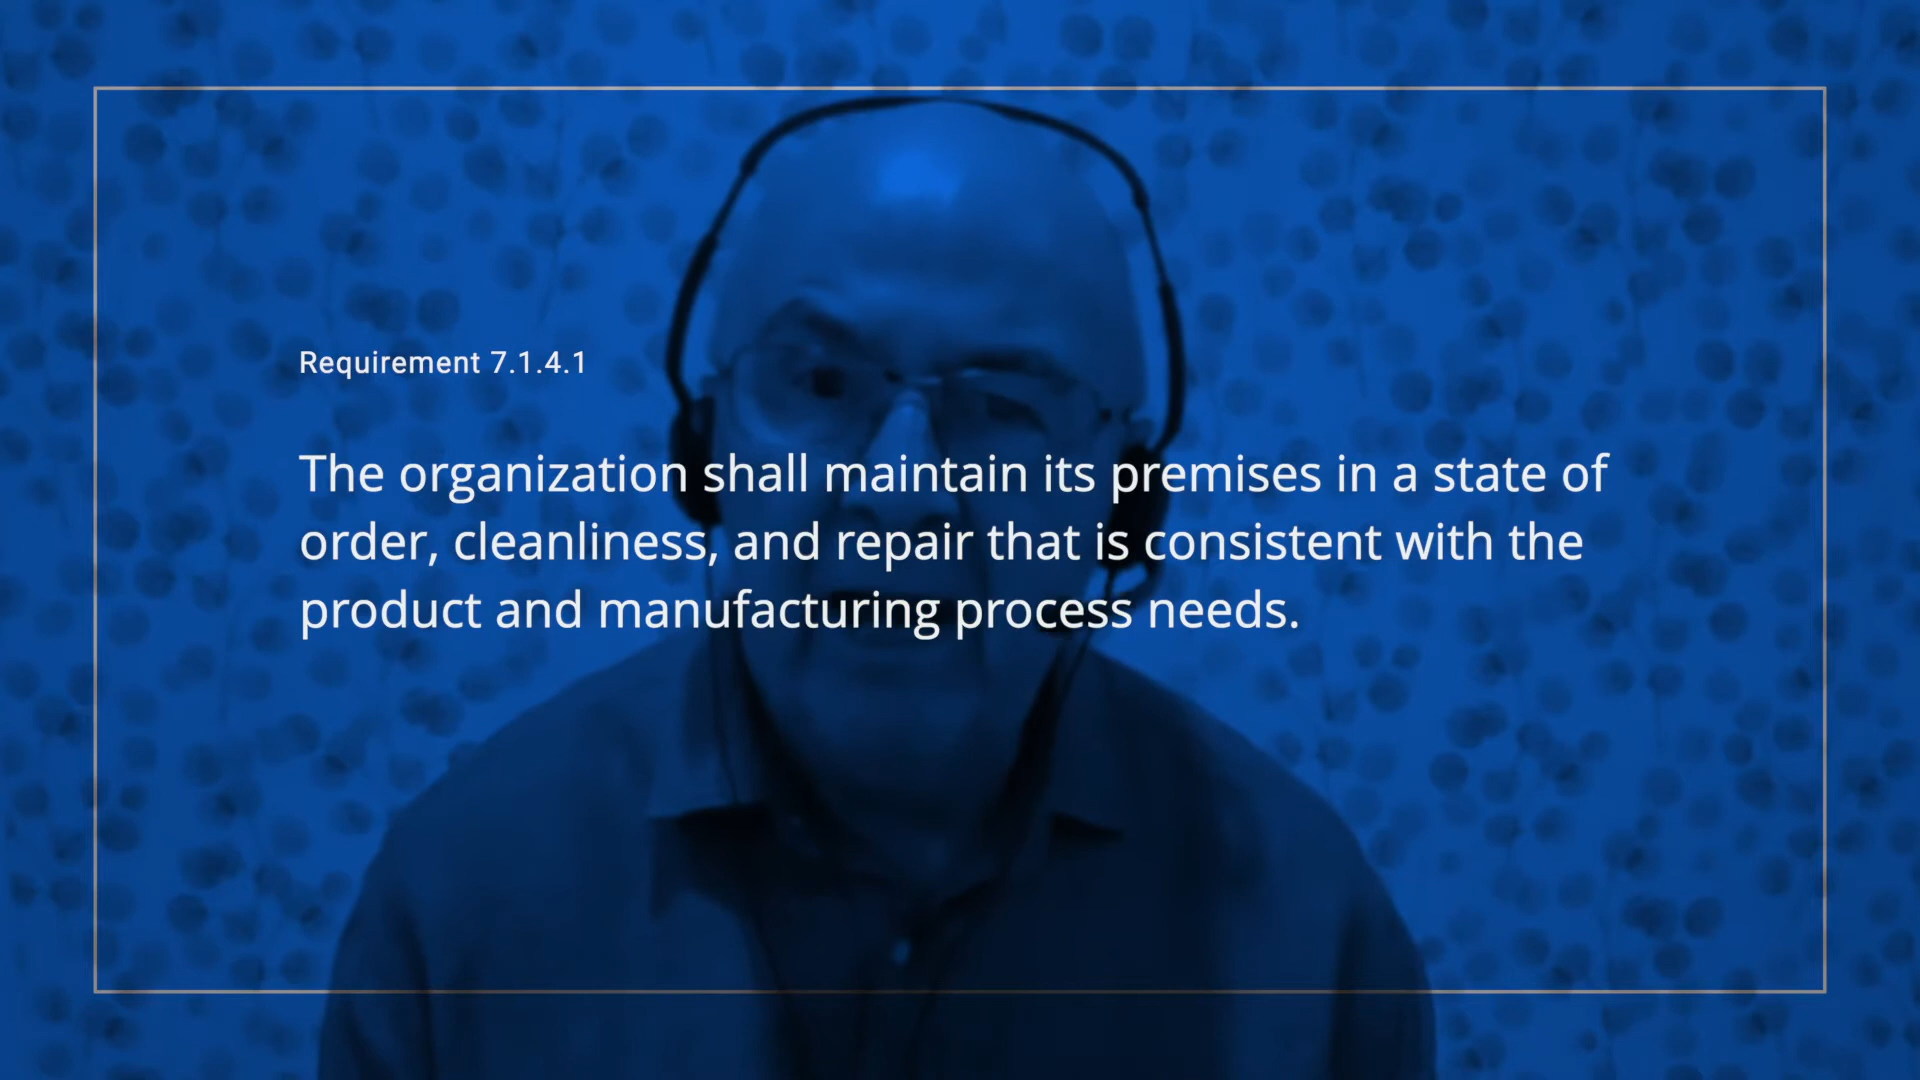 Requirement 7.1.4.1
The organization shall maintain its premises in a state of
order, cleanliness, and repair that is consistent with the
product and manufacturing process needs.